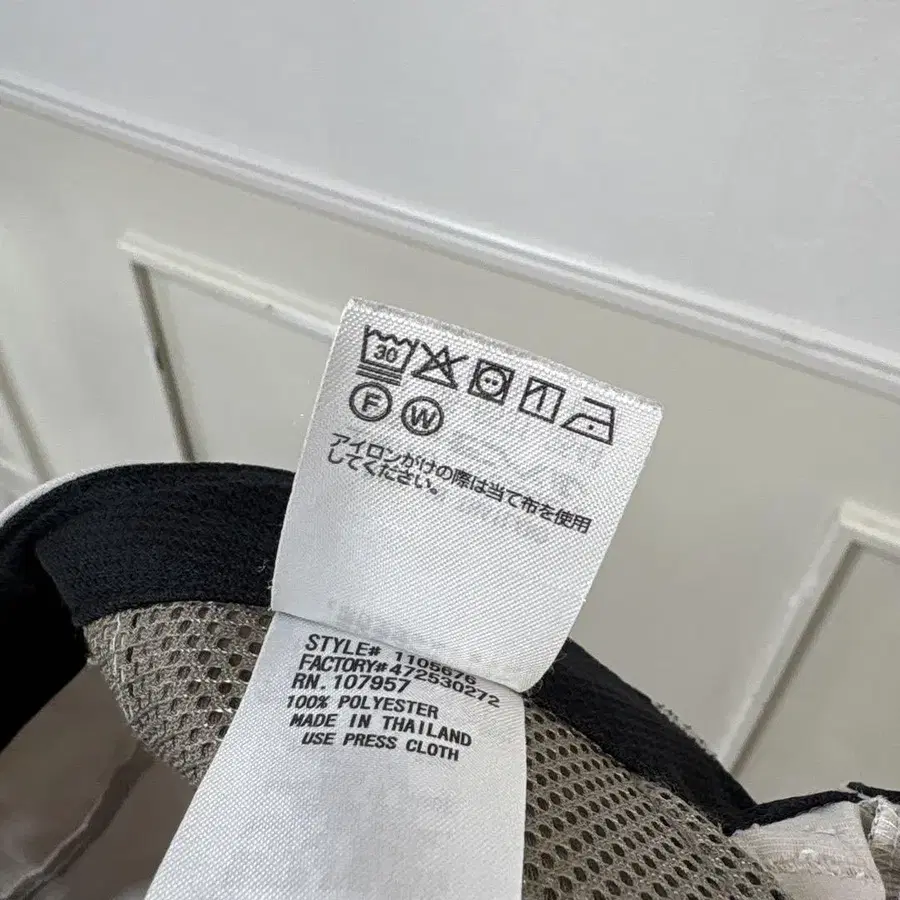 30
F W
アイロンがけの際は当て布を使用
してください。
STYLE# 1105676
FACTORY#472530272
RN. 107957
100% POLYESTER
MADE IN THAILAND
USE PRESS CLOTH